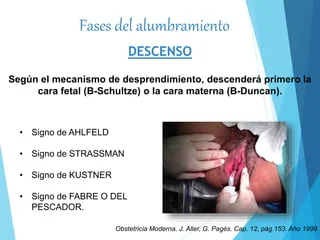 Fases del alumbramiento
DESCENSO
Según el mecanismo de desprendimiento, descenderá primero la
cara fetal (B-Schultze) o la cara materna (B-Duncan).
• Signo de AHLFELD
• Signo de STRASSMAN
• Signo de KUSTNER
• Signo de FABRE O DEL
PESCADOR.
Obstetricia Moderna. J. Aller, G. Pagés. Cap. 12, pág.153. Año 1999.